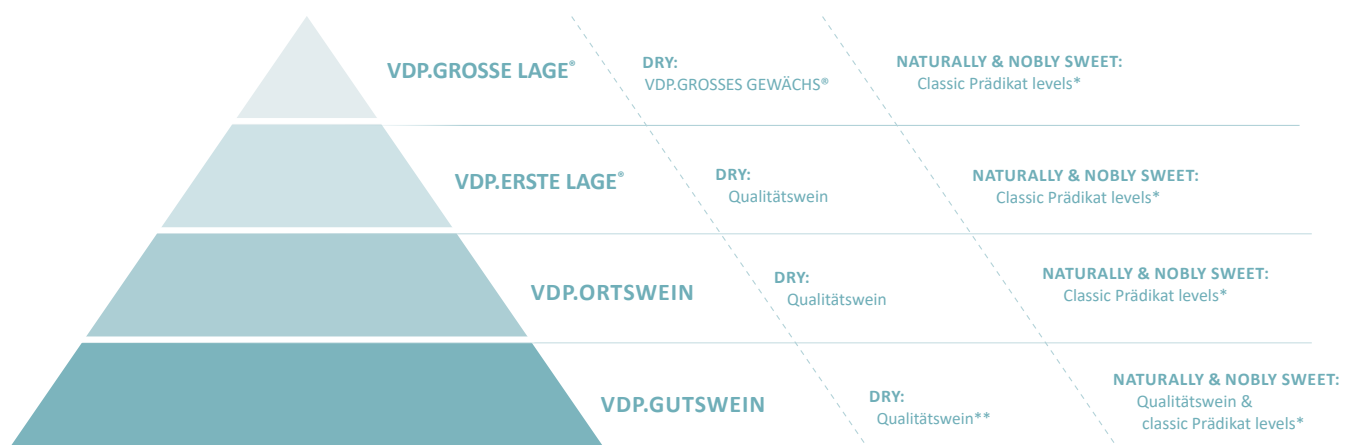 VDP.GROSSE LAGE®
DRY:
VDP.GROSSES GEWÄCHS®
NATURALLY & NOBLY SWEET:
Classic Prädikat levels*
VDP.ERSTE LAGE®
DRY:
Qualitätswein
NATURALLY & NOBLY SWEET:
Classic Prädikat levels*
VDP.ORTSWEIN
DRY:
Qualitätswein
NATURALLY & NOBLY SWEET:
Classic Prädikat levels*
VDP.GUTSWEIN
DRY:
Qualitätswein**
NATURALLY & NOBLY SWEET:
Qualitätswein &
classic Prädikat levels*